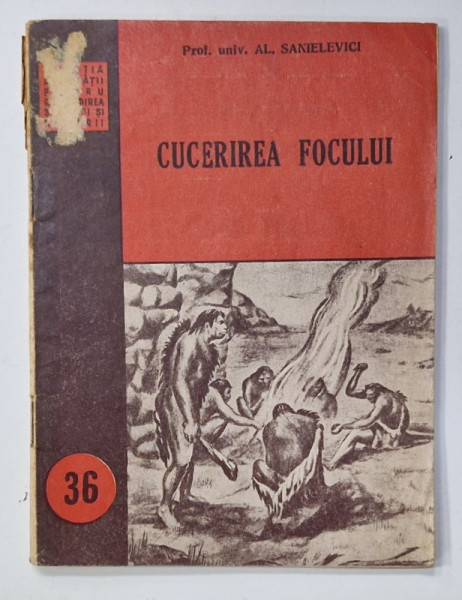 Prof. univ. AL. SANIELEVICI
CUCERIREA FOCULUI
36